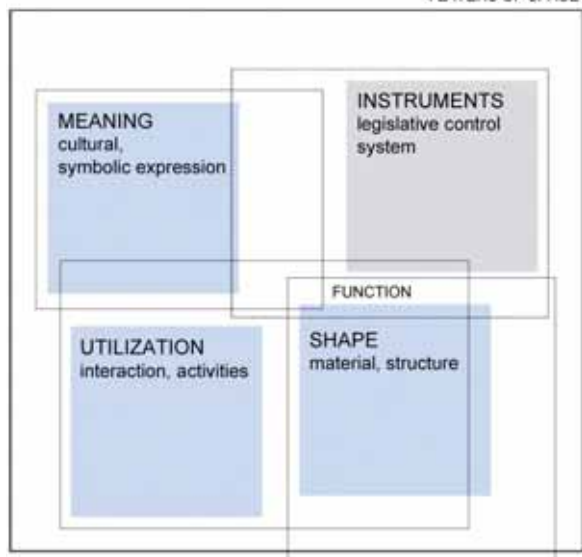 MEANING
cultural,
symbolic expression
INSTRUMENTS
legislative control
system
FUNCTION
UTILIZATION
interaction, activities
SHAPE
material, structure